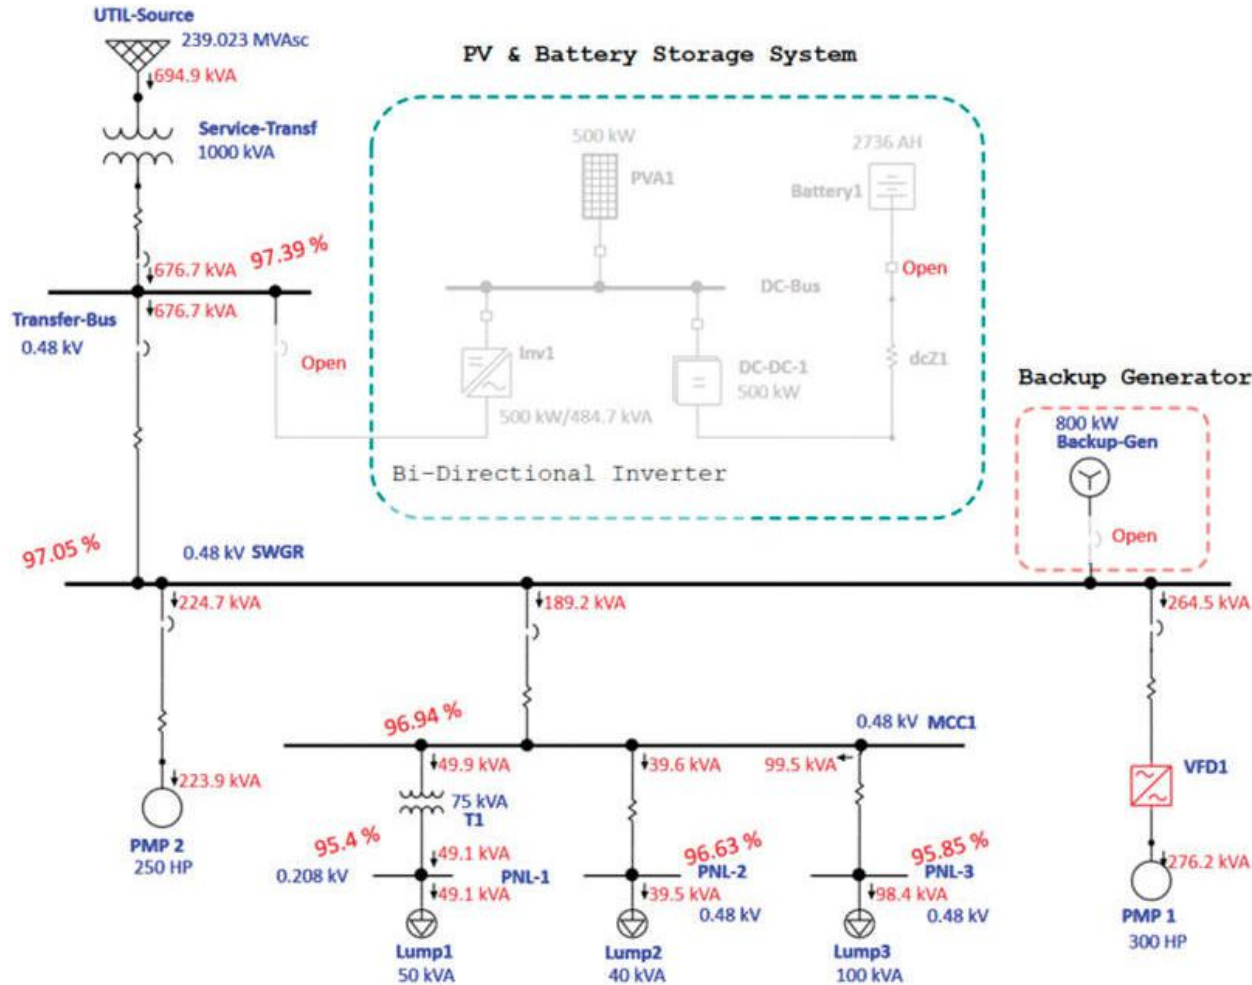 UTIL-Source
239.023 MVAsc
694.9 kVA
Service-Transf
1000 kVA
676.7 kVA
97.39 %
676.7 kVA
Transfer-Bus
0.48 kV
Open
PV & Battery Storage System
500 kW
PVA1
2736 AH
Battery1
Open
DC-Bus
Inv1
500 kW/484.7 kVA
DC-DC-1
500 kW
dcZ1
Bi-Directional Inverter
Backup Generator
800 kW
Backup-Gen
Open
97.05 %
0.48 kV SWGR
224.7 kVA
189.2 kVA
264.5 kVA
96.94 %
0.48 kV MCC1
223.9 kVA
PMP 2
250 HP
49.9 kVA
75 kVA
T1
95.4 %
49.1 kVA
0.208 kV
PNL-1
49.1 kVA
Lump1
50 kVA
39.6 kVA
96.63 %
PNL-2
39.5 kVA
0.48 kV
Lump2
40 kVA
99.5 kVA
95.85 %
PNL-3
98.4 kVA
0.48 kV
Lump3
100 kVA
VFD1
276.2 kVA
PMP 1
300 HP